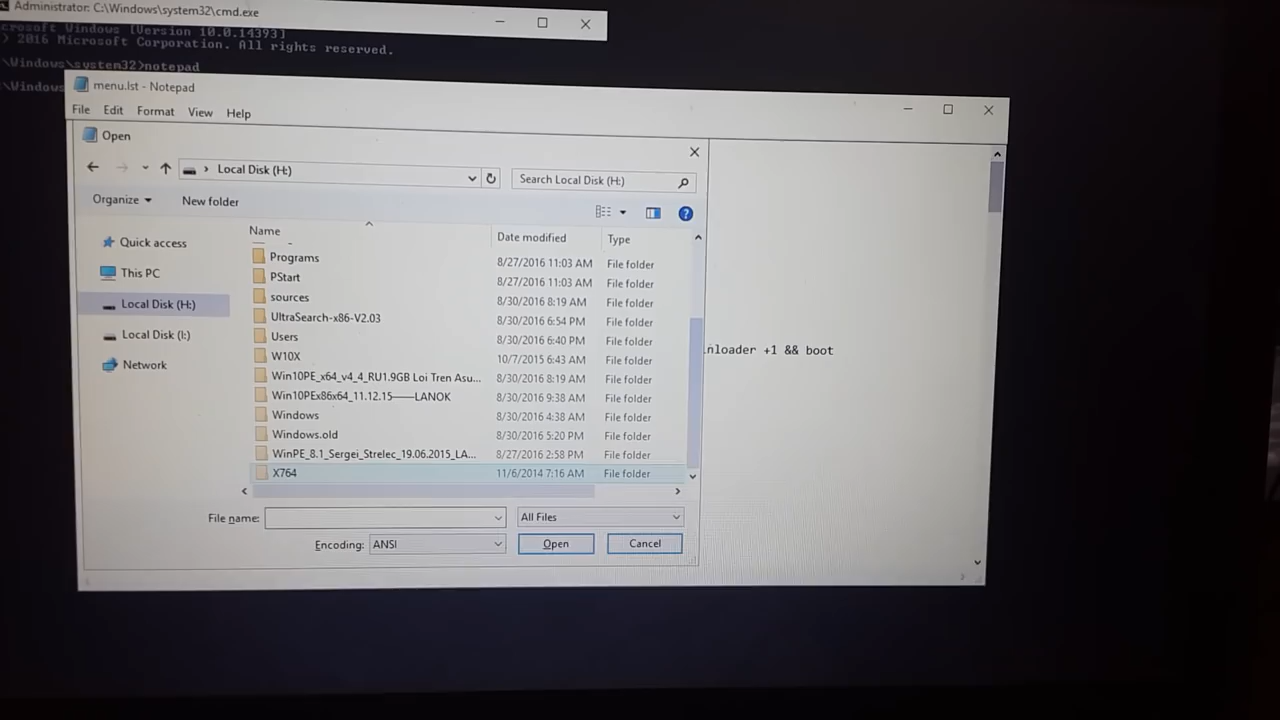 Administrator: C:\Windows\system32\cmd.exe
crosoft Windows [Version 10.0.14393]
) 2016 Microsoft Corporation. All rights reserved.
\Windows\system32>notepad
\Windows
menu.lst - Notepad
File Edit Format View Help
Open
Local Disk (H:)
Search Local Disk (H:)
Organize
New folder
Name Date modified Type
Quick access
This PC
Local Disk (H:)
Local Disk (I:)
Network
Programs 8/27/2016 11:03 AM File folder
PStart 8/27/2016 11:03 AM File folder
sources 8/30/2016 8:19 AM File folder
UltraSearch-x86-V2.03 8/30/2016 6:54 PM File folder
Users 8/30/2016 6:40 PM File folder
W10X 10/7/2015 6:43 AM File folder
Win10PE_x64_v4_4_RU1.9GB Loi Tren Asu... 8/30/2016 8:19 AM File folder
Win10PEx86x64_11.12.15——LANOK 8/30/2016 9:38 AM File folder
Windows 8/30/2016 4:38 AM File folder
Windows.old 8/30/2016 5:20 PM File folder
WinPE_8.1_Sergei_Strelec_19.06.2015_LA... 8/27/2016 2:58 PM File folder
X764 11/6/2014 7:16 AM File folder
inloader +1 && boot
File name:
All Files
Encoding: ANSI
Open
Cancel